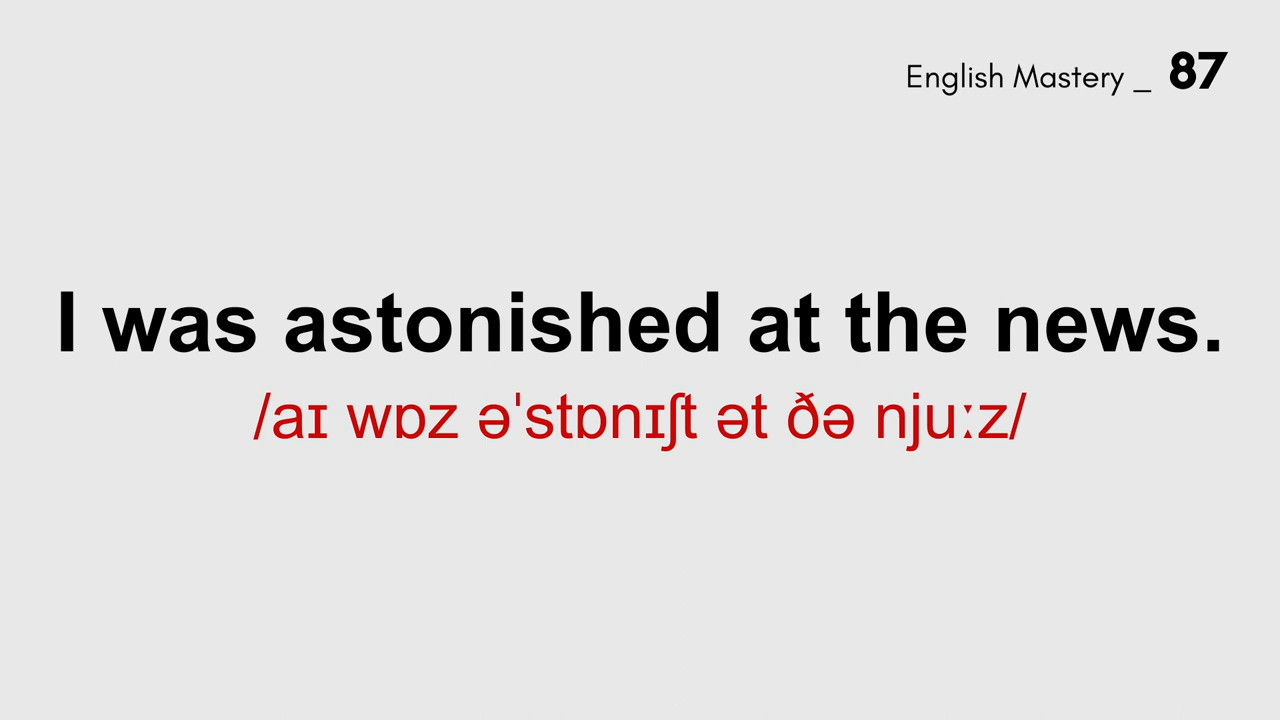 English Mastery _ 87
I was astonished at the news.
/aɪ wɒz əˈstɒnɪʃt ət ðə njuːz/